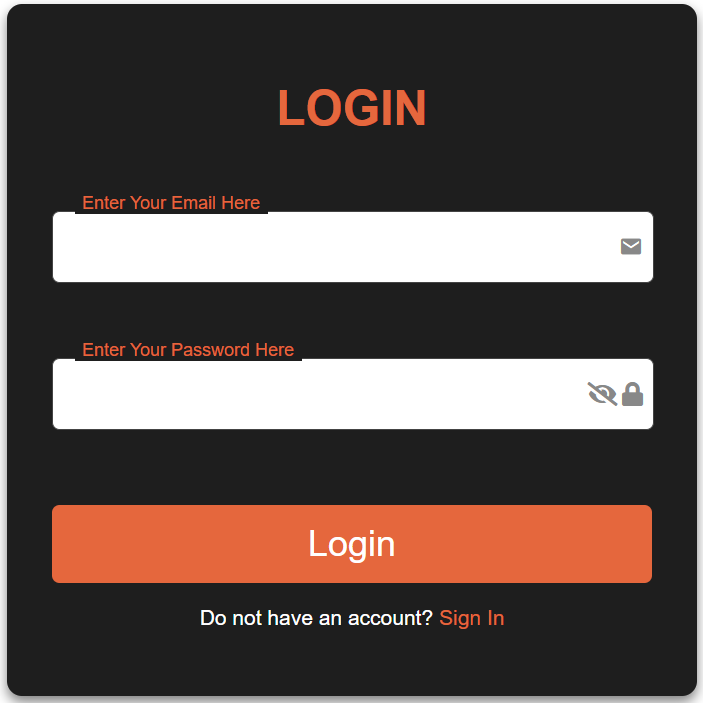 LOGIN
Enter Your Email Here
Enter Your Password Here
Login
Do not have an account? Sign In